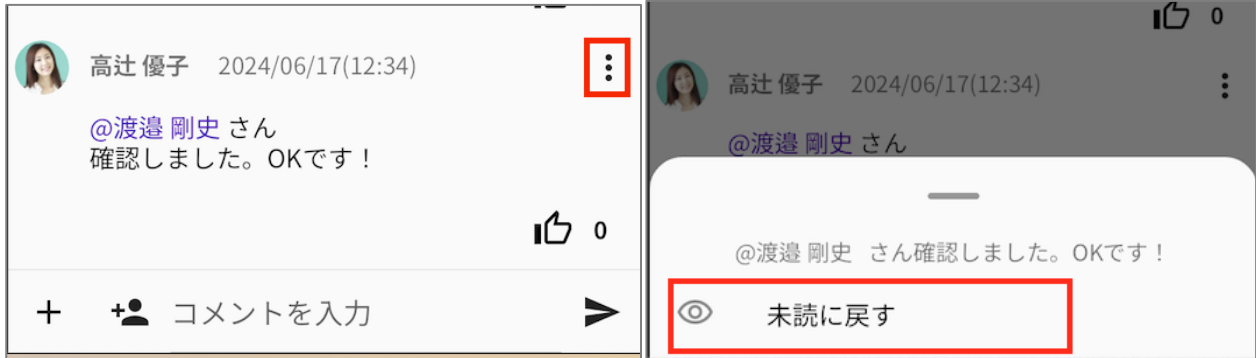 高辻 優子 2024/06/17(12:34)
@渡邉 剛史 さん
確認しました。OKです！
0
コメントを入力
0
高辻 優子 2024/06/17(12:34)
@渡邉 剛史 さん
@渡邉 剛史 さん確認しました。OKです！
未読に戻す